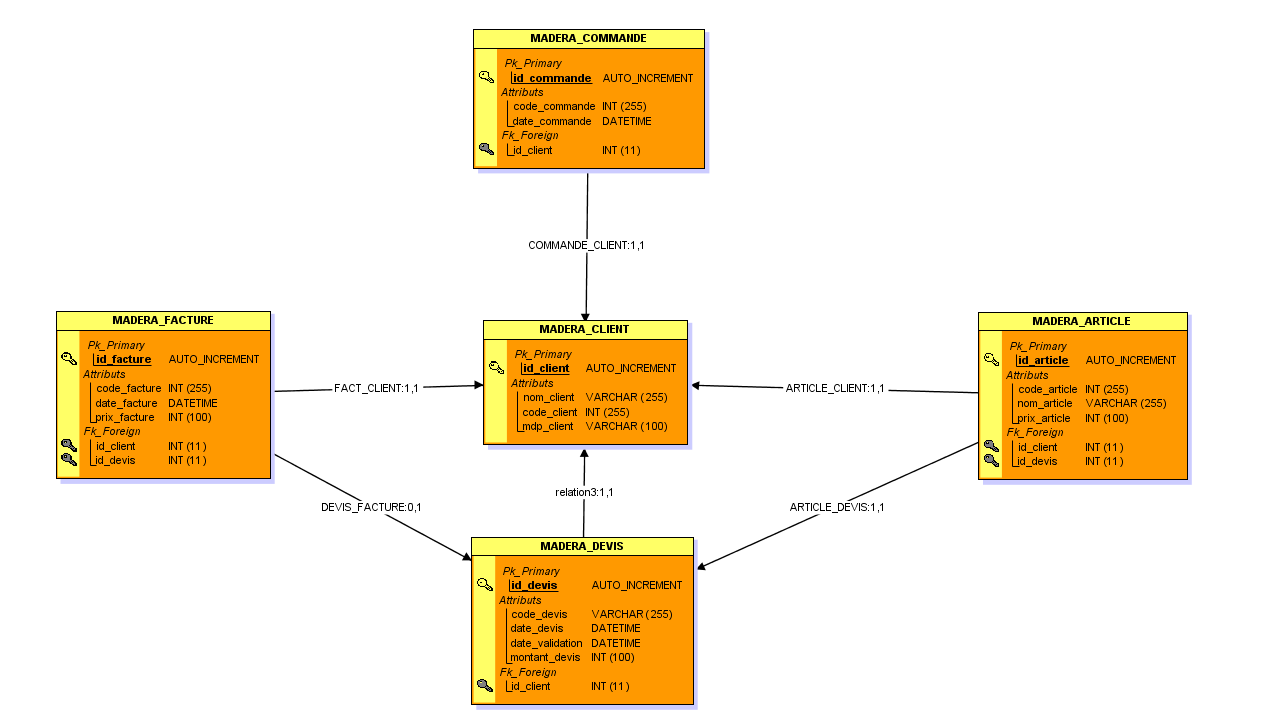 MADERA_COMMANDE
Pk_Primary
id_commande AUTO_INCREMENT
Attributs
code_commande INT (255)
date_commande DATETIME
Fk_Foreign
id_client INT (11)
COMMANDE_CLIENT:1,1
MADERA_FACTURE
Pk_Primary
id_facture AUTO_INCREMENT
Attributs
code_facture INT (255)
date_facture DATETIME
prix_facture INT (100)
Fk_Foreign
id_client INT (11)
id_devis INT (11)
FACT_CLIENT:1,1
MADERA_CLIENT
Pk_Primary
id_client AUTO_INCREMENT
Attributs
nom_client VARCHAR (255)
code_client INT (255)
mdp_client VARCHAR (100)
ARTICLE_CLIENT:1,1
MADERA_ARTICLE
Pk_Primary
id_article AUTO_INCREMENT
Attributs
code_article INT (255)
nom_article VARCHAR (255)
prix_article INT (100)
Fk_Foreign
id_client INT (11)
id_devis INT (11)
DEVIS_FACTURE:0,1
relation3:1,1
ARTICLE_DEVIS:1,1
MADERA_DEVIS
Pk_Primary
id_devis AUTO_INCREMENT
Attributs
code_devis VARCHAR (255)
date_devis DATETIME
date_validation DATETIME
montant_devis INT (100)
Fk_Foreign
id_client INT (11)